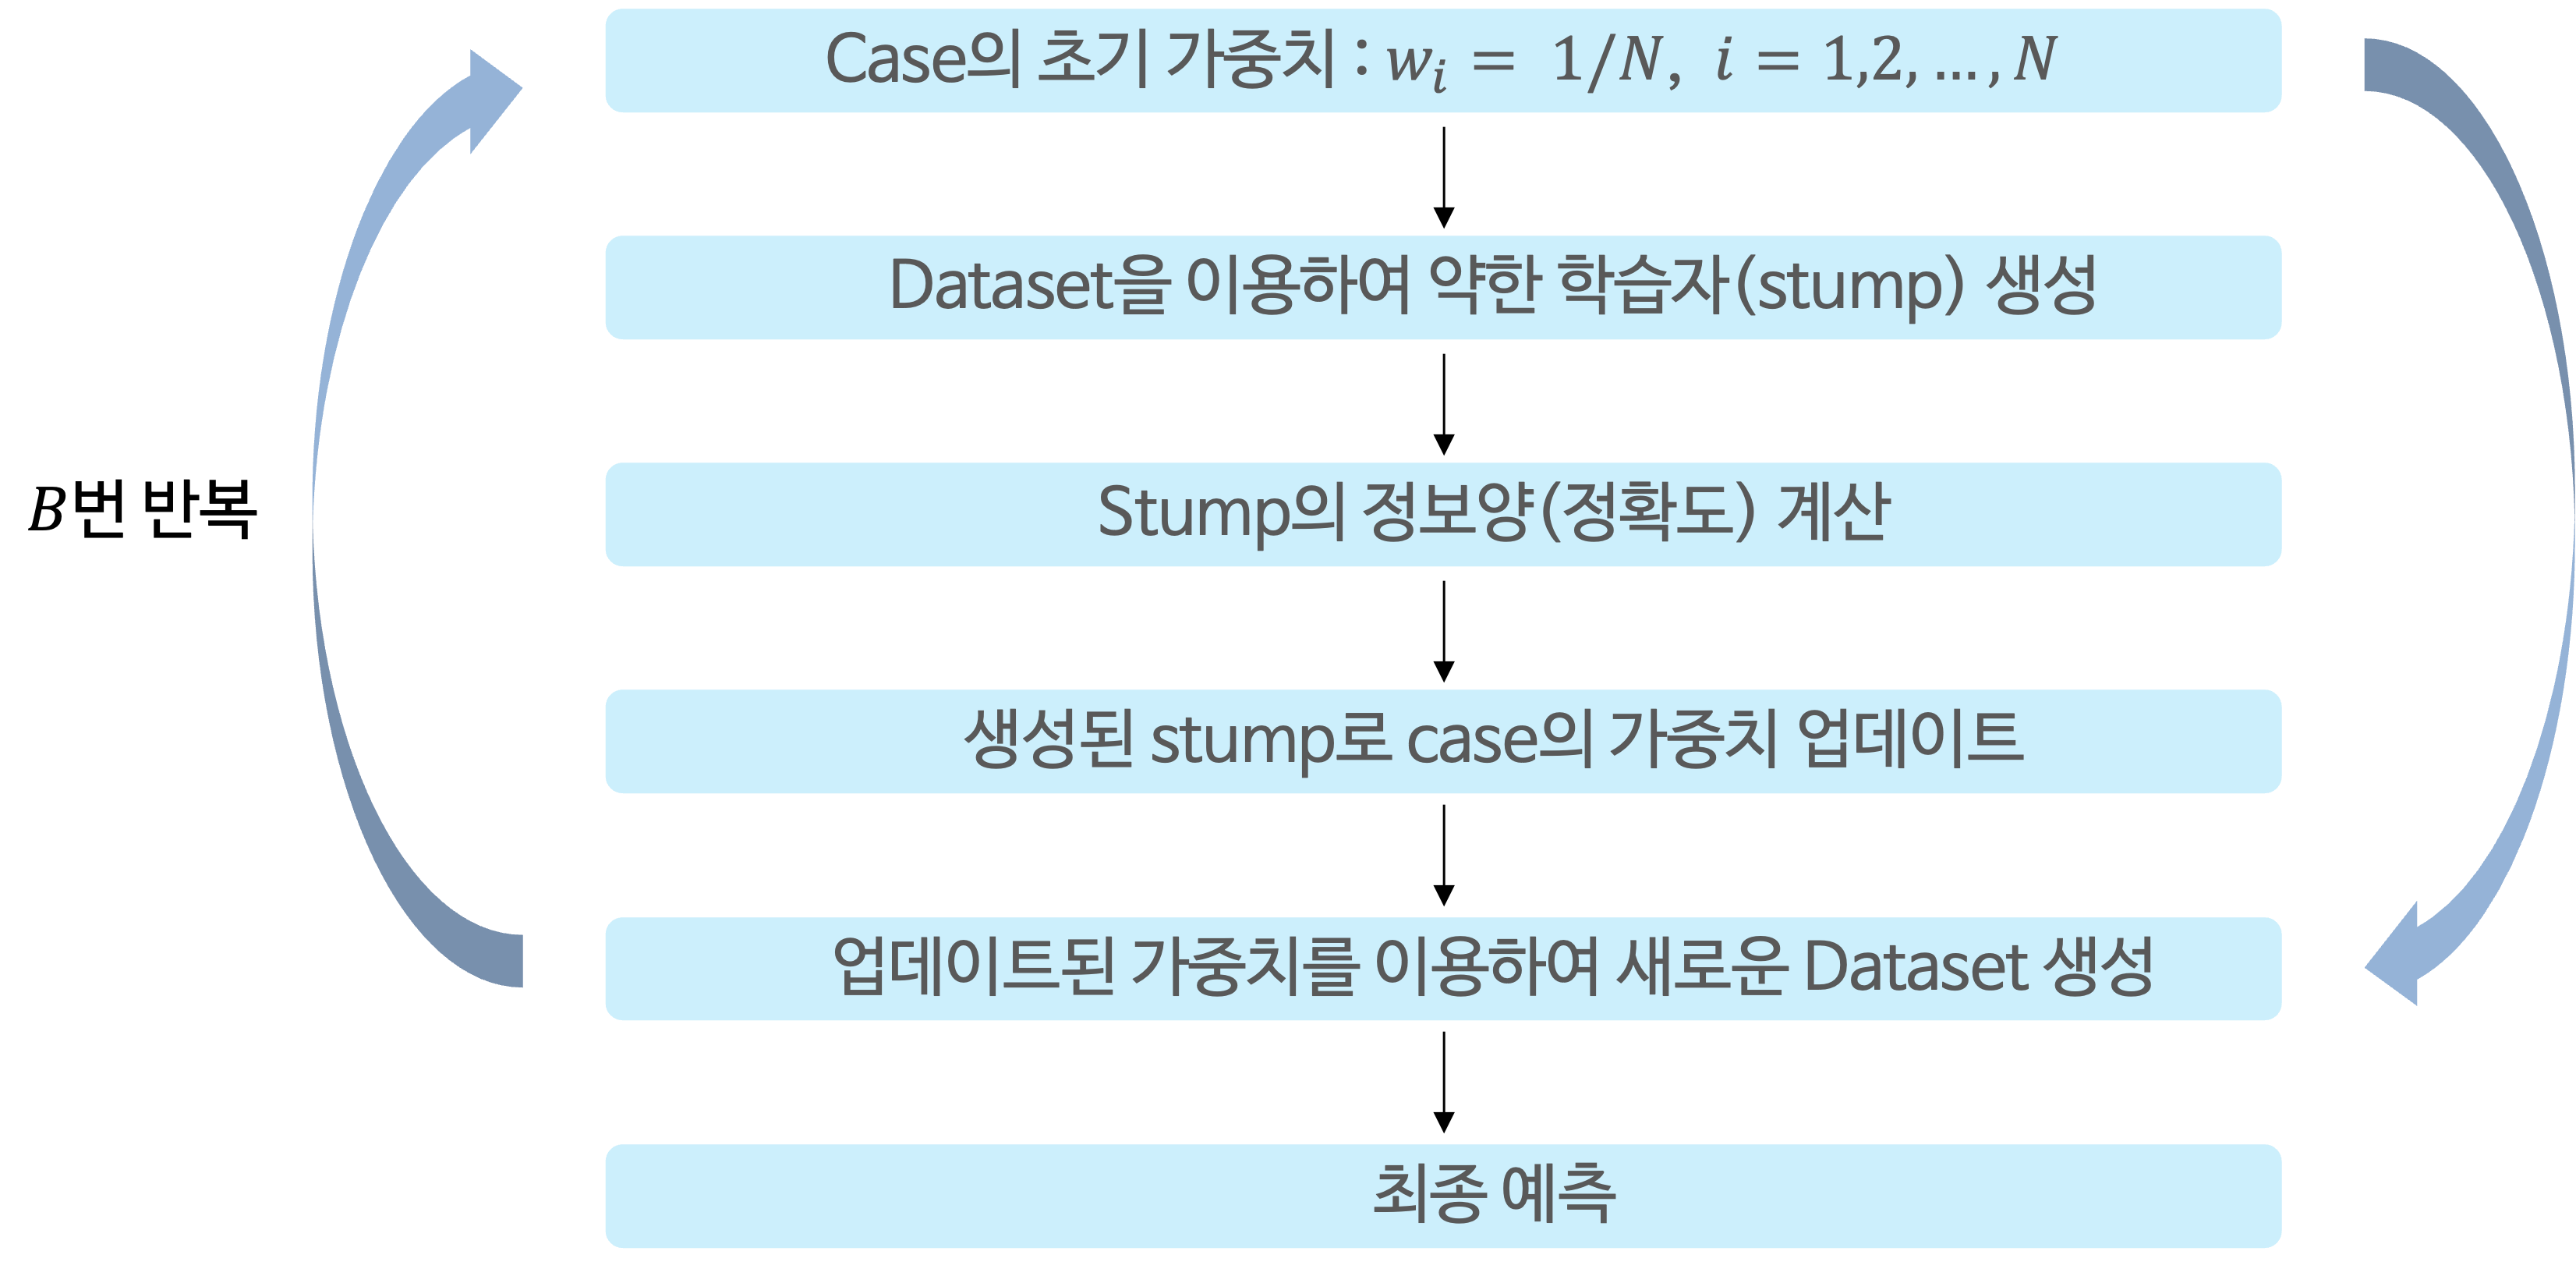 Case의 초기 가중치 : wᵢ = 1/N, i = 1,2, … , N
Dataset을 이용하여 약한 학습자(stump) 생성
Stump의 정보양(정확도) 계산
B번 반복
생성된 stump로 case의 가중치 업데이트
업데이트된 가중치를 이용하여 새로운 Dataset 생성
최종 예측